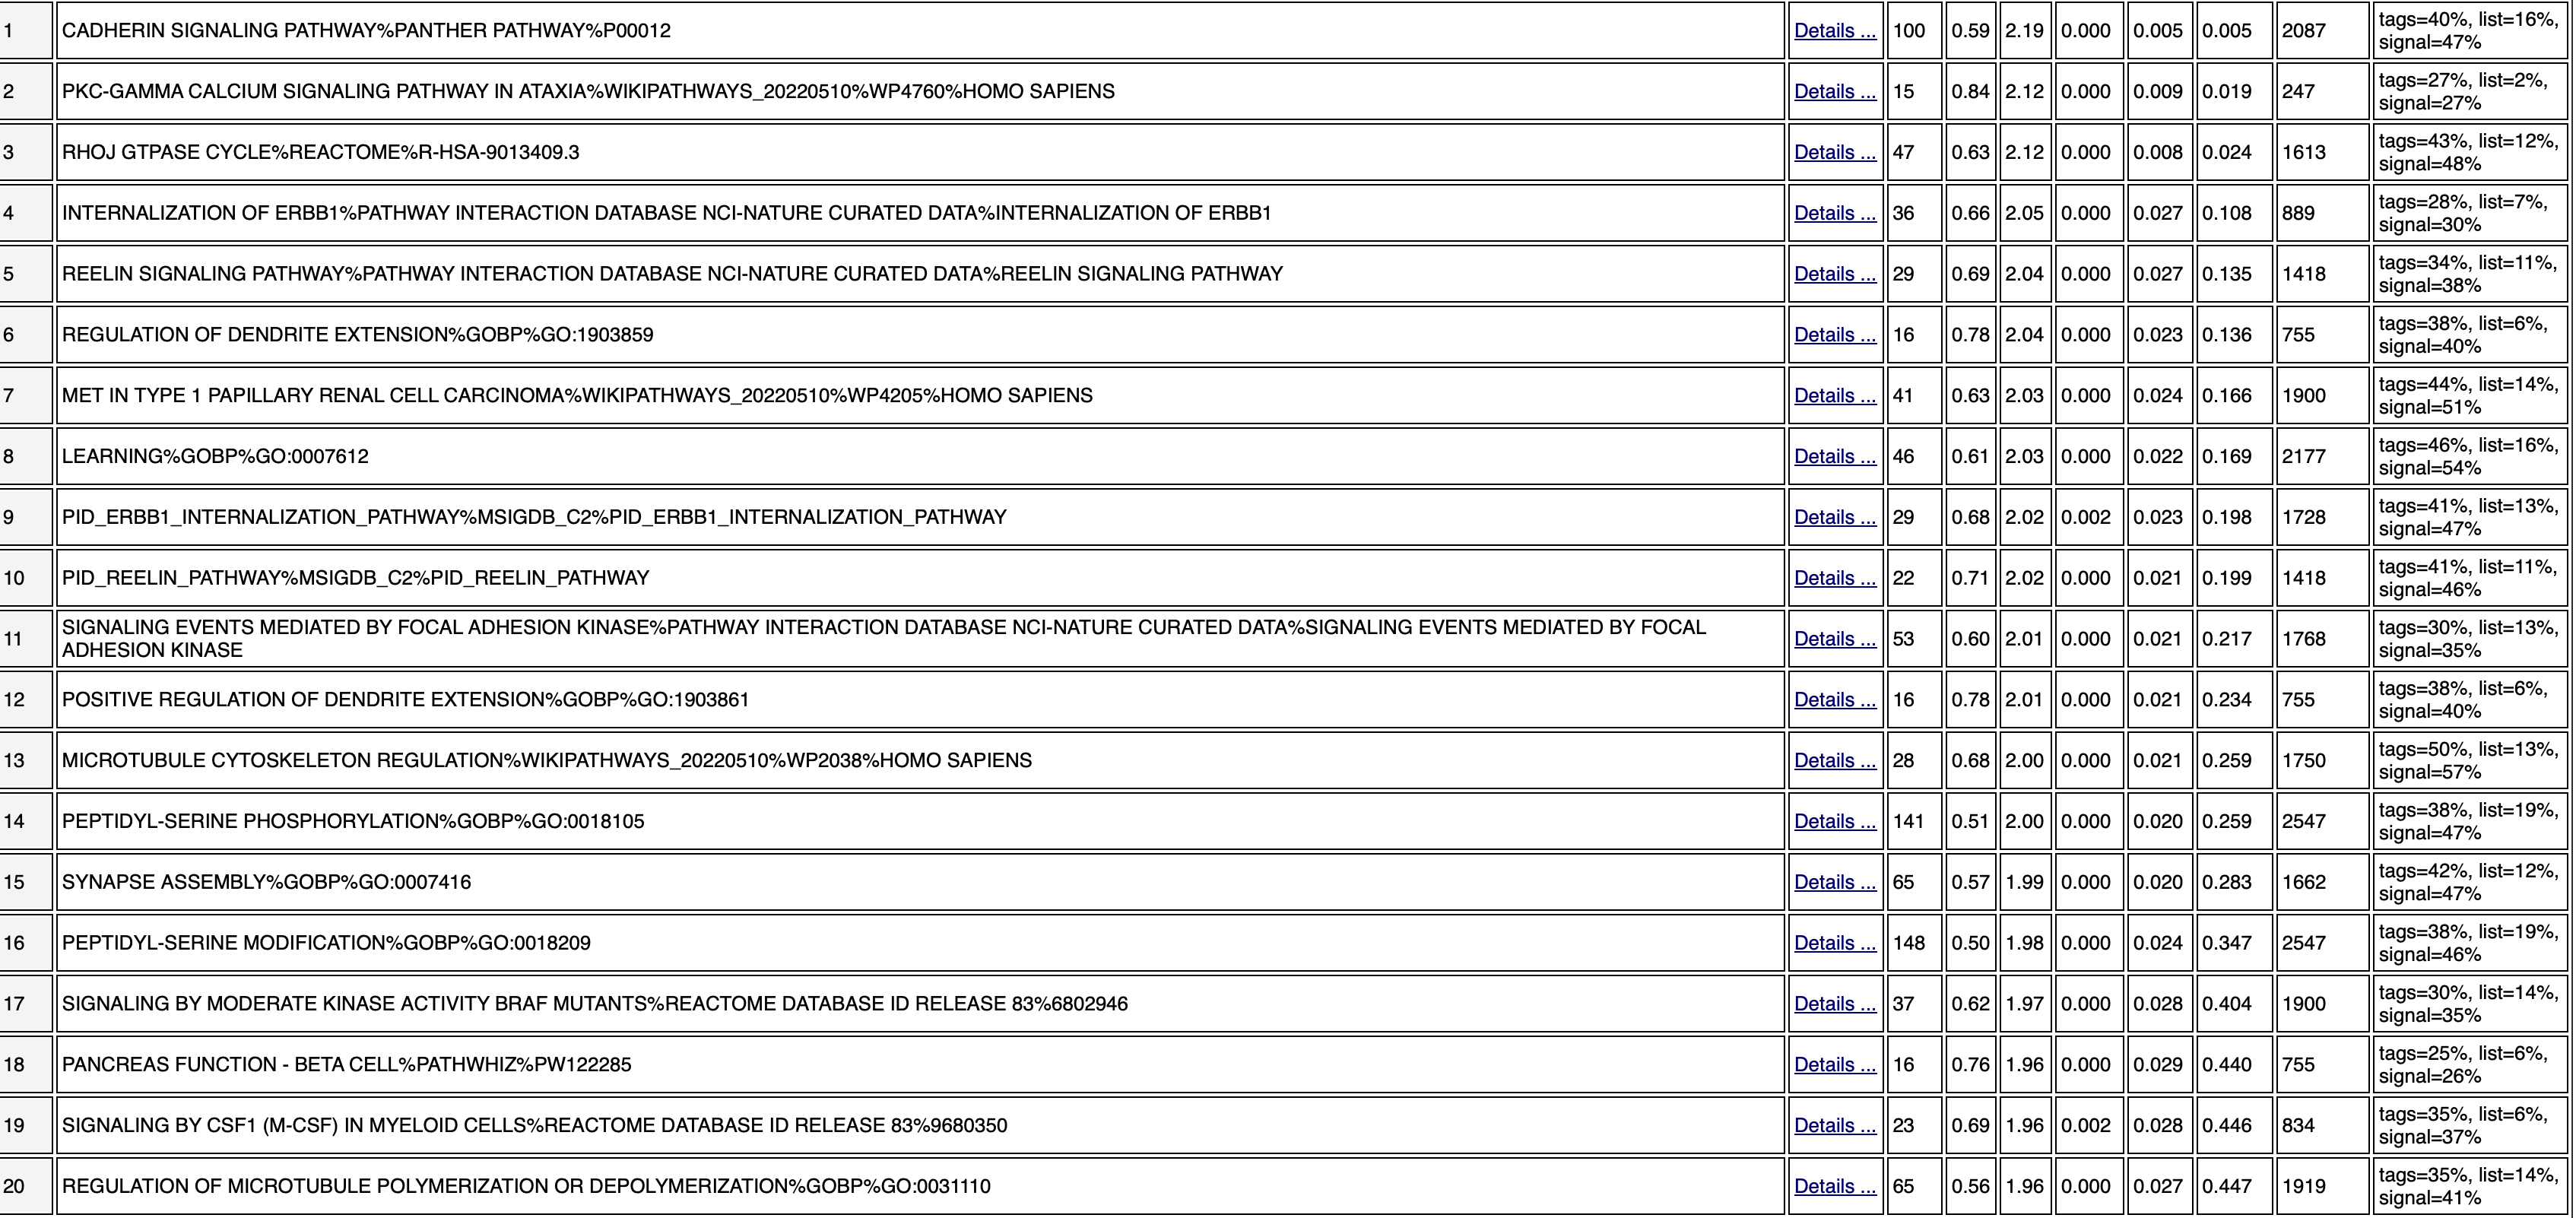 1 CADHERIN SIGNALING PATHWAY%PANTHER PATHWAY%P00012 Details ... 100 0.59 2.19 0.000 0.005 0.005 2087 tags=40%, list=16%,
signal=47%
2 PKC-GAMMA CALCIUM SIGNALING PATHWAY IN ATAXIA%WIKIPATHWAYS_20220510%WP4760%HOMO SAPIENS Details ... 15 0.84 2.12 0.000 0.009 0.019 247 tags=27%, list=2%,
signal=27%
3 RHOJ GTPASE CYCLE%REACTOME%R-HSA-9013409.3 Details ... 47 0.63 2.12 0.000 0.008 0.024 1613 tags=43%, list=12%,
signal=48%
4 INTERNALIZATION OF ERBB1%PATHWAY INTERACTION DATABASE NCI-NATURE CURATED DATA%INTERNALIZATION OF ERBB1 Details ... 36 0.66 2.05 0.000 0.027 0.108 889 tags=28%, list=7%,
signal=30%
5 REELIN SIGNALING PATHWAY%PATHWAY INTERACTION DATABASE NCI-NATURE CURATED DATA%REELIN SIGNALING PATHWAY Details ... 29 0.69 2.04 0.000 0.027 0.135 1418 tags=34%, list=11%,
signal=38%
6 REGULATION OF DENDRITE EXTENSION%GOBP%GO:1903859 Details ... 16 0.78 2.04 0.000 0.023 0.136 755 tags=38%, list=6%,
signal=40%
7 MET IN TYPE 1 PAPILLARY RENAL CELL CARCINOMA%WIKIPATHWAYS_20220510%WP4205%HOMO SAPIENS Details ... 41 0.63 2.03 0.000 0.024 0.166 1900 tags=44%, list=14%,
signal=51%
8 LEARNING%GOBP%GO:0007612 Details ... 46 0.61 2.03 0.000 0.022 0.169 2177 tags=46%, list=16%,
signal=54%
9 PID_ERBB1_INTERNALIZATION_PATHWAY%MSIGDB_C2%PID_ERBB1_INTERNALIZATION_PATHWAY Details ... 29 0.68 2.02 0.002 0.023 0.198 1728 tags=41%, list=13%,
signal=47%
10 PID_REELIN_PATHWAY%MSIGDB_C2%PID_REELIN_PATHWAY Details ... 22 0.71 2.02 0.000 0.021 0.199 1418 tags=41%, list=11%,
signal=46%
11 SIGNALING EVENTS MEDIATED BY FOCAL ADHESION KINASE%PATHWAY INTERACTION DATABASE NCI-NATURE CURATED DATA%SIGNALING EVENTS MEDIATED BY FOCAL
ADHESION KINASE Details ... 53 0.60 2.01 0.000 0.021 0.217 1768 tags=30%, list=13%,
signal=35%
12 POSITIVE REGULATION OF DENDRITE EXTENSION%GOBP%GO:1903861 Details ... 16 0.78 2.01 0.000 0.021 0.234 755 tags=38%, list=6%,
signal=40%
13 MICROTUBULE CYTOSKELETON REGULATION%WIKIPATHWAYS_20220510%WP2038%HOMO SAPIENS Details ... 28 0.68 2.00 0.000 0.021 0.259 1750 tags=50%, list=13%,
signal=57%
14 PEPTIDYL-SERINE PHOSPHORYLATION%GOBP%GO:0018105 Details ... 141 0.51 2.00 0.000 0.020 0.259 2547 tags=38%, list=19%,
signal=47%
15 SYNAPSE ASSEMBLY%GOBP%GO:0007416 Details ... 65 0.57 1.99 0.000 0.020 0.283 1662 tags=42%, list=12%,
signal=47%
16 PEPTIDYL-SERINE MODIFICATION%GOBP%GO:0018209 Details ... 148 0.50 1.98 0.000 0.024 0.347 2547 tags=38%, list=19%,
signal=46%
17 SIGNALING BY MODERATE KINASE ACTIVITY BRAF MUTANTS%REACTOME DATABASE ID RELEASE 83%6802946 Details ... 37 0.62 1.97 0.000 0.028 0.404 1900 tags=30%, list=14%,
signal=35%
18 PANCREAS FUNCTION - BETA CELL%PATHWHIZ%PW122285 Details ... 16 0.76 1.96 0.000 0.029 0.440 755 tags=25%, list=6%,
signal=26%
19 SIGNALING BY CSF1 (M-CSF) IN MYELOID CELLS%REACTOME DATABASE ID RELEASE 83%9680350 Details ... 23 0.69 1.96 0.002 0.028 0.446 834 tags=35%, list=6%,
signal=37%
20 REGULATION OF MICROTUBULE POLYMERIZATION OR DEPOLYMERIZATION%GOBP%GO:0031110 Details ... 65 0.56 1.96 0.000 0.027 0.447 1919 tags=35%, list=14%,
signal=41%